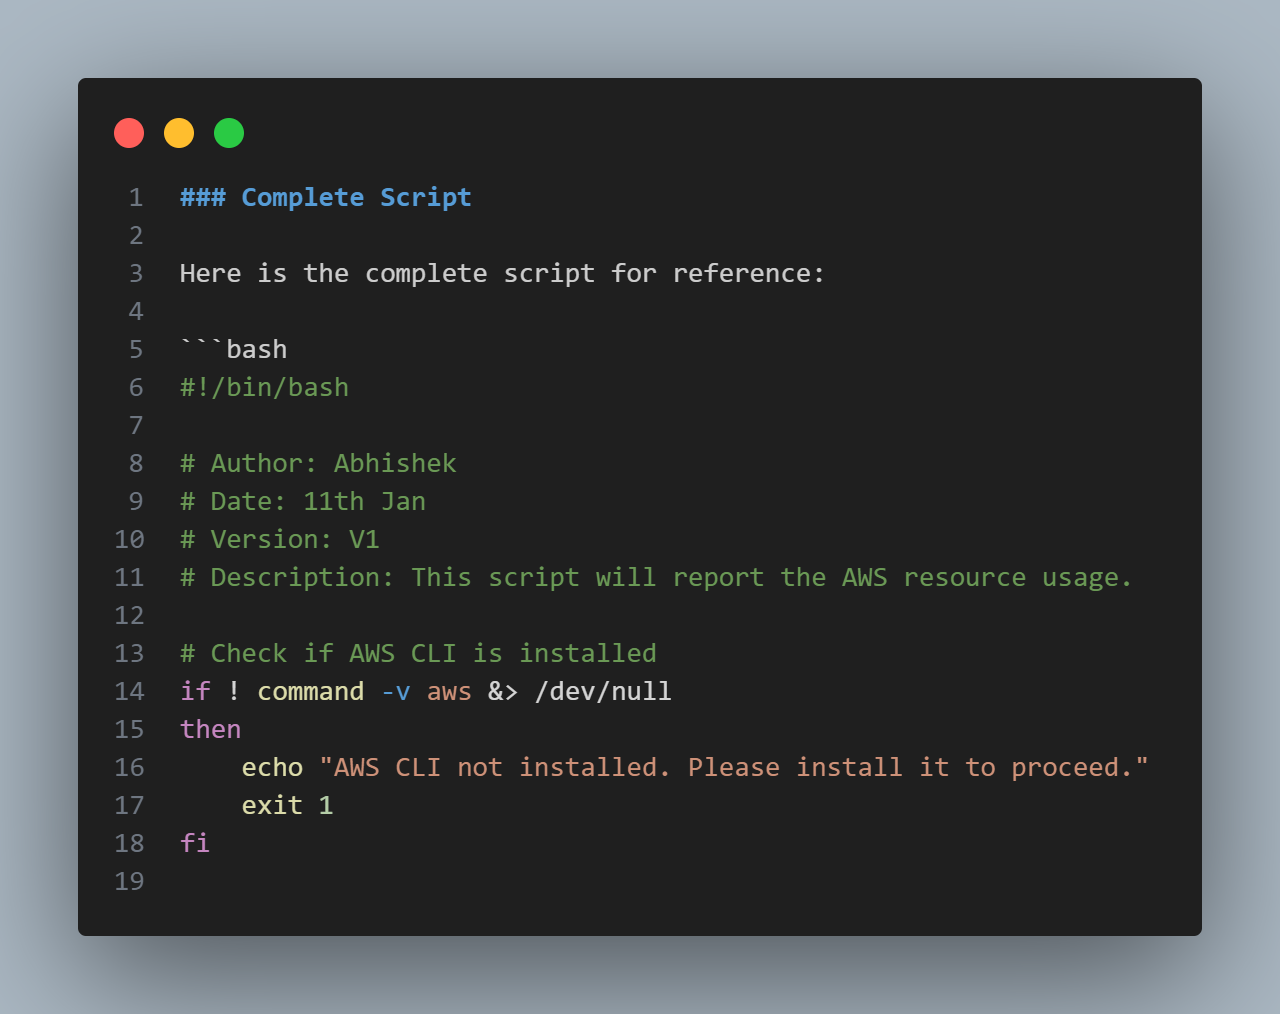 1 ### Complete Script
2
3 Here is the complete script for reference:
4
5 ```bash
6 #!/bin/bash
7
8 # Author: Abhishek
9 # Date: 11th Jan
10 # Version: V1
11 # Description: This script will report the AWS resource usage.
12
13 # Check if AWS CLI is installed
14 if ! command -v aws &> /dev/null
15 then
16     echo "AWS CLI not installed. Please install it to proceed."
17     exit 1
18 fi
19